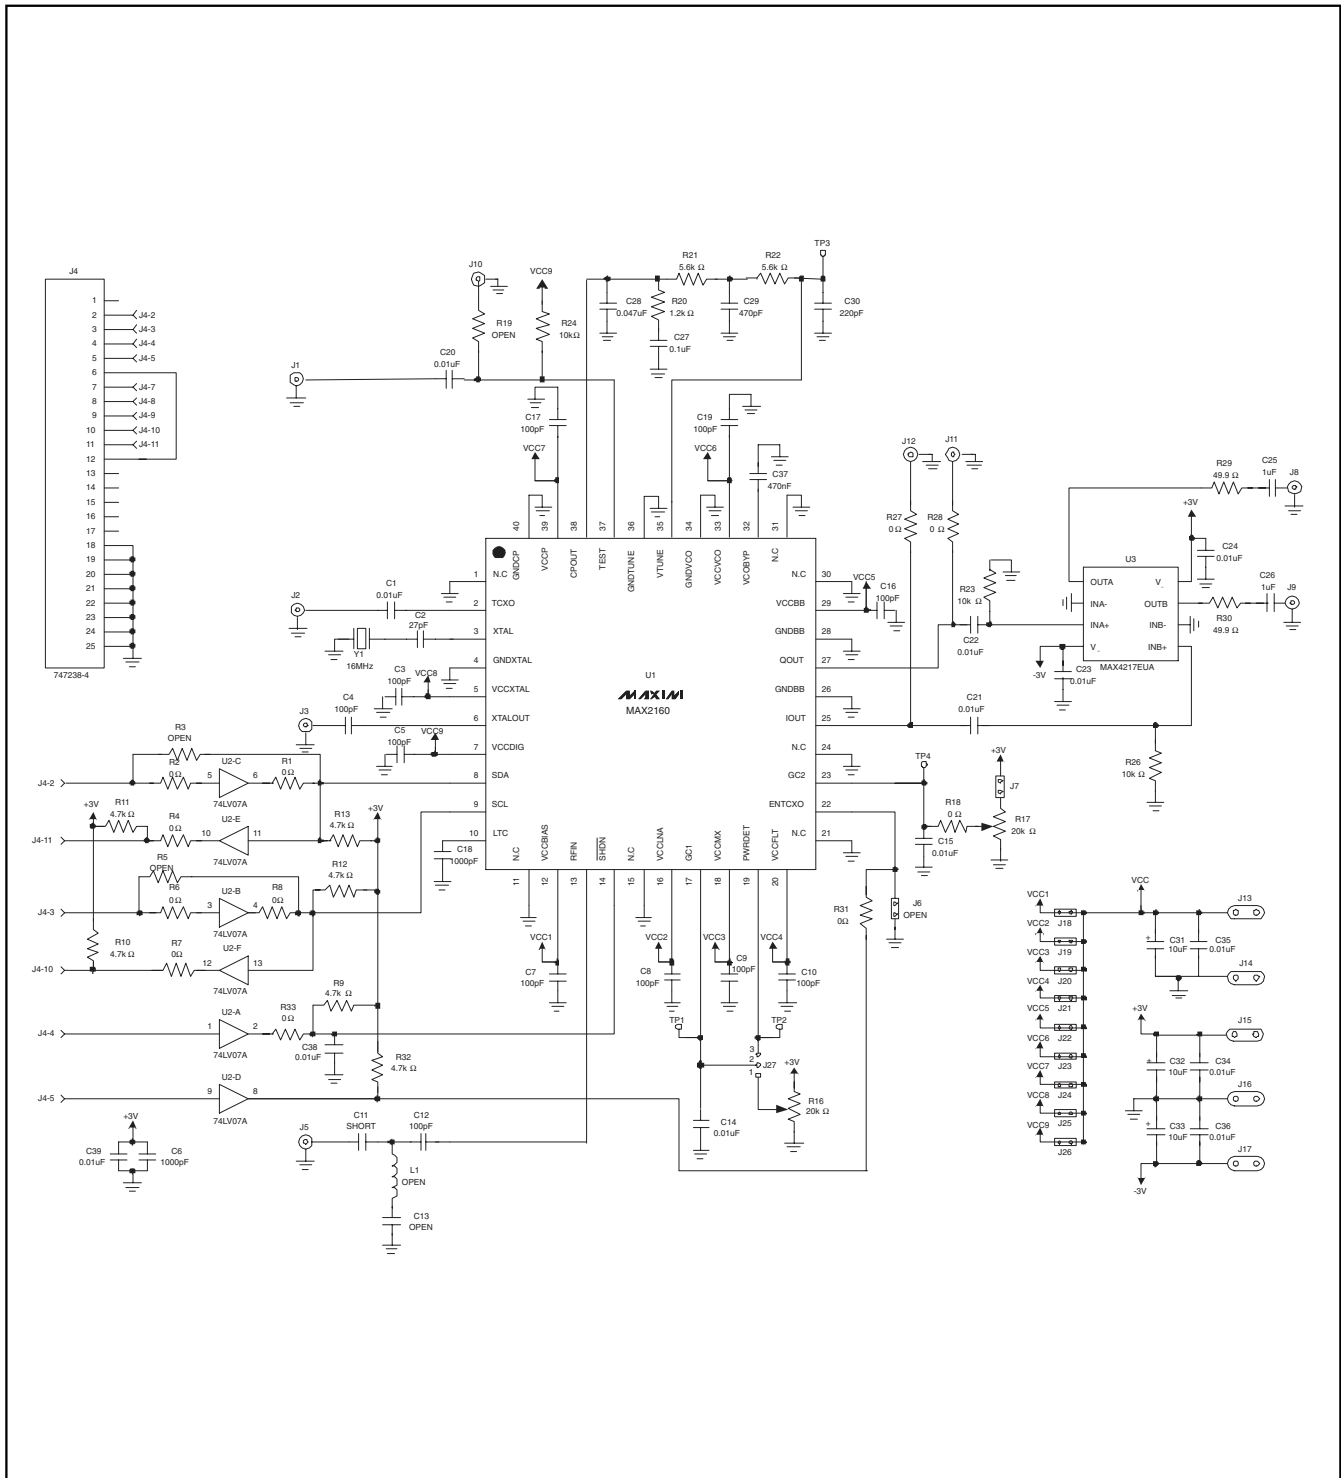 J4
1
2
J4-2
3
J4-3
4
J4-4
5
J4-5
6
7
J4-7
8
J4-8
9
J4-9
10
J4-10
11
J4-11
12
13
14
15
16
17
18
19
20
21
22
23
24
25
747238-4
J10
R19
OPEN
VCC9
R24
10kΩ
J1
C20
0.01uF
C28
0.047uF
R21
5.6k Ω
R20
1.2k Ω
C27
0.1uF
C29
470pF
R22
5.6k Ω
TP3
C30
220pF
C17
100pF
VCC7
C19
100pF
VCC6
C37
470nF
40
39
38
37
36
35
34
33
32
31
GNDCP
VCCP
CPOUT
TEST
GNDTUNE
VTUNE
GNDVCO
VCCVCO
VCOBYP
N.C
1
N.C
2
TCXO
3
XTAL
4
GNDXTAL
5
VCCXTAL
6
XTALOUT
7
VCCDIG
8
SDA
9
SCL
10
LTC
U1
MAXIM
MAX2160
N.C
30
VCCBB
29
GNDBB
28
QOUT
27
GNDBB
26
IOUT
25
N.C
24
GC2
23
ENTCXO
22
N.C
21
N.C
VCCBIAS
RFIN
SHDN
N.C
VCCLNA
GC1
VCCMX
PWRDET
VCCFLT
11
12
13
14
15
16
17
18
19
20
J2
C1
0.01uF
C2
27pF
Y1
16MHz
C3
100pF
VCC8
C4
100pF
J3
C5
100pF
VCC9
R3
OPEN
J4-2
R2
0Ω
5
U2-C
6
74LV07A
R1
0Ω
+3V
R11
4.7k Ω
J4-11
R4
0Ω
10
U2-E
11
74LV07A
R13
4.7k Ω
+3V
R5
OPEN
R12
4.7k Ω
J4-3
R6
0Ω
3
U2-B
4
74LV07A
R8
0Ω
R10
4.7k Ω
J4-10
R7
0Ω
12
U2-F
13
74LV07A
R9
4.7k Ω
J4-4
1
U2-A
2
74LV07A
R33
0Ω
C38
0.01uF
R32
4.7k Ω
J4-5
9
U2-D
8
74LV07A
+3V
C39
0.01uF
C6
1000pF
C18
1000pF
J5
C11
SHORT
C12
100pF
L1
OPEN
C13
OPEN
VCC1
C7
100pF
VCC2
C8
100pF
VCC3
C9
100pF
VCC4
C10
100pF
TP1
TP2
3
2
1
J27
+3V
R16
20k Ω
C14
0.01uF
VCC5
C16
100pF
J12
J11
R27
0Ω
R28
0Ω
R23
10k Ω
C22
0.01uF
C21
0.01uF
R26
10k Ω
U3
OUTA
INA-
INA+
V_
V_
OUTB
INB-
INB+
MAX4217EUA
C23
0.01uF
-3V
+3V
C24
0.01uF
R29
49.9 Ω
C25
1uF
J8
R30
49.9 Ω
C26
1uF
J9
TP4
R18
0Ω
C15
0.01uF
+3V
J7
R17
20k Ω
R31
0Ω
J6
OPEN
VCC1
J18
VCC2
J19
VCC3
J20
VCC4
J21
VCC5
J22
VCC6
J23
VCC7
J24
VCC8
J25
VCC9
J26
VCC
+
C31
10uF
C35
0.01uF
J13
J14
+3V
+
C32
10uF
C34
0.01uF
J15
J16
+
C33
10uF
C36
0.01uF
J17
-3V